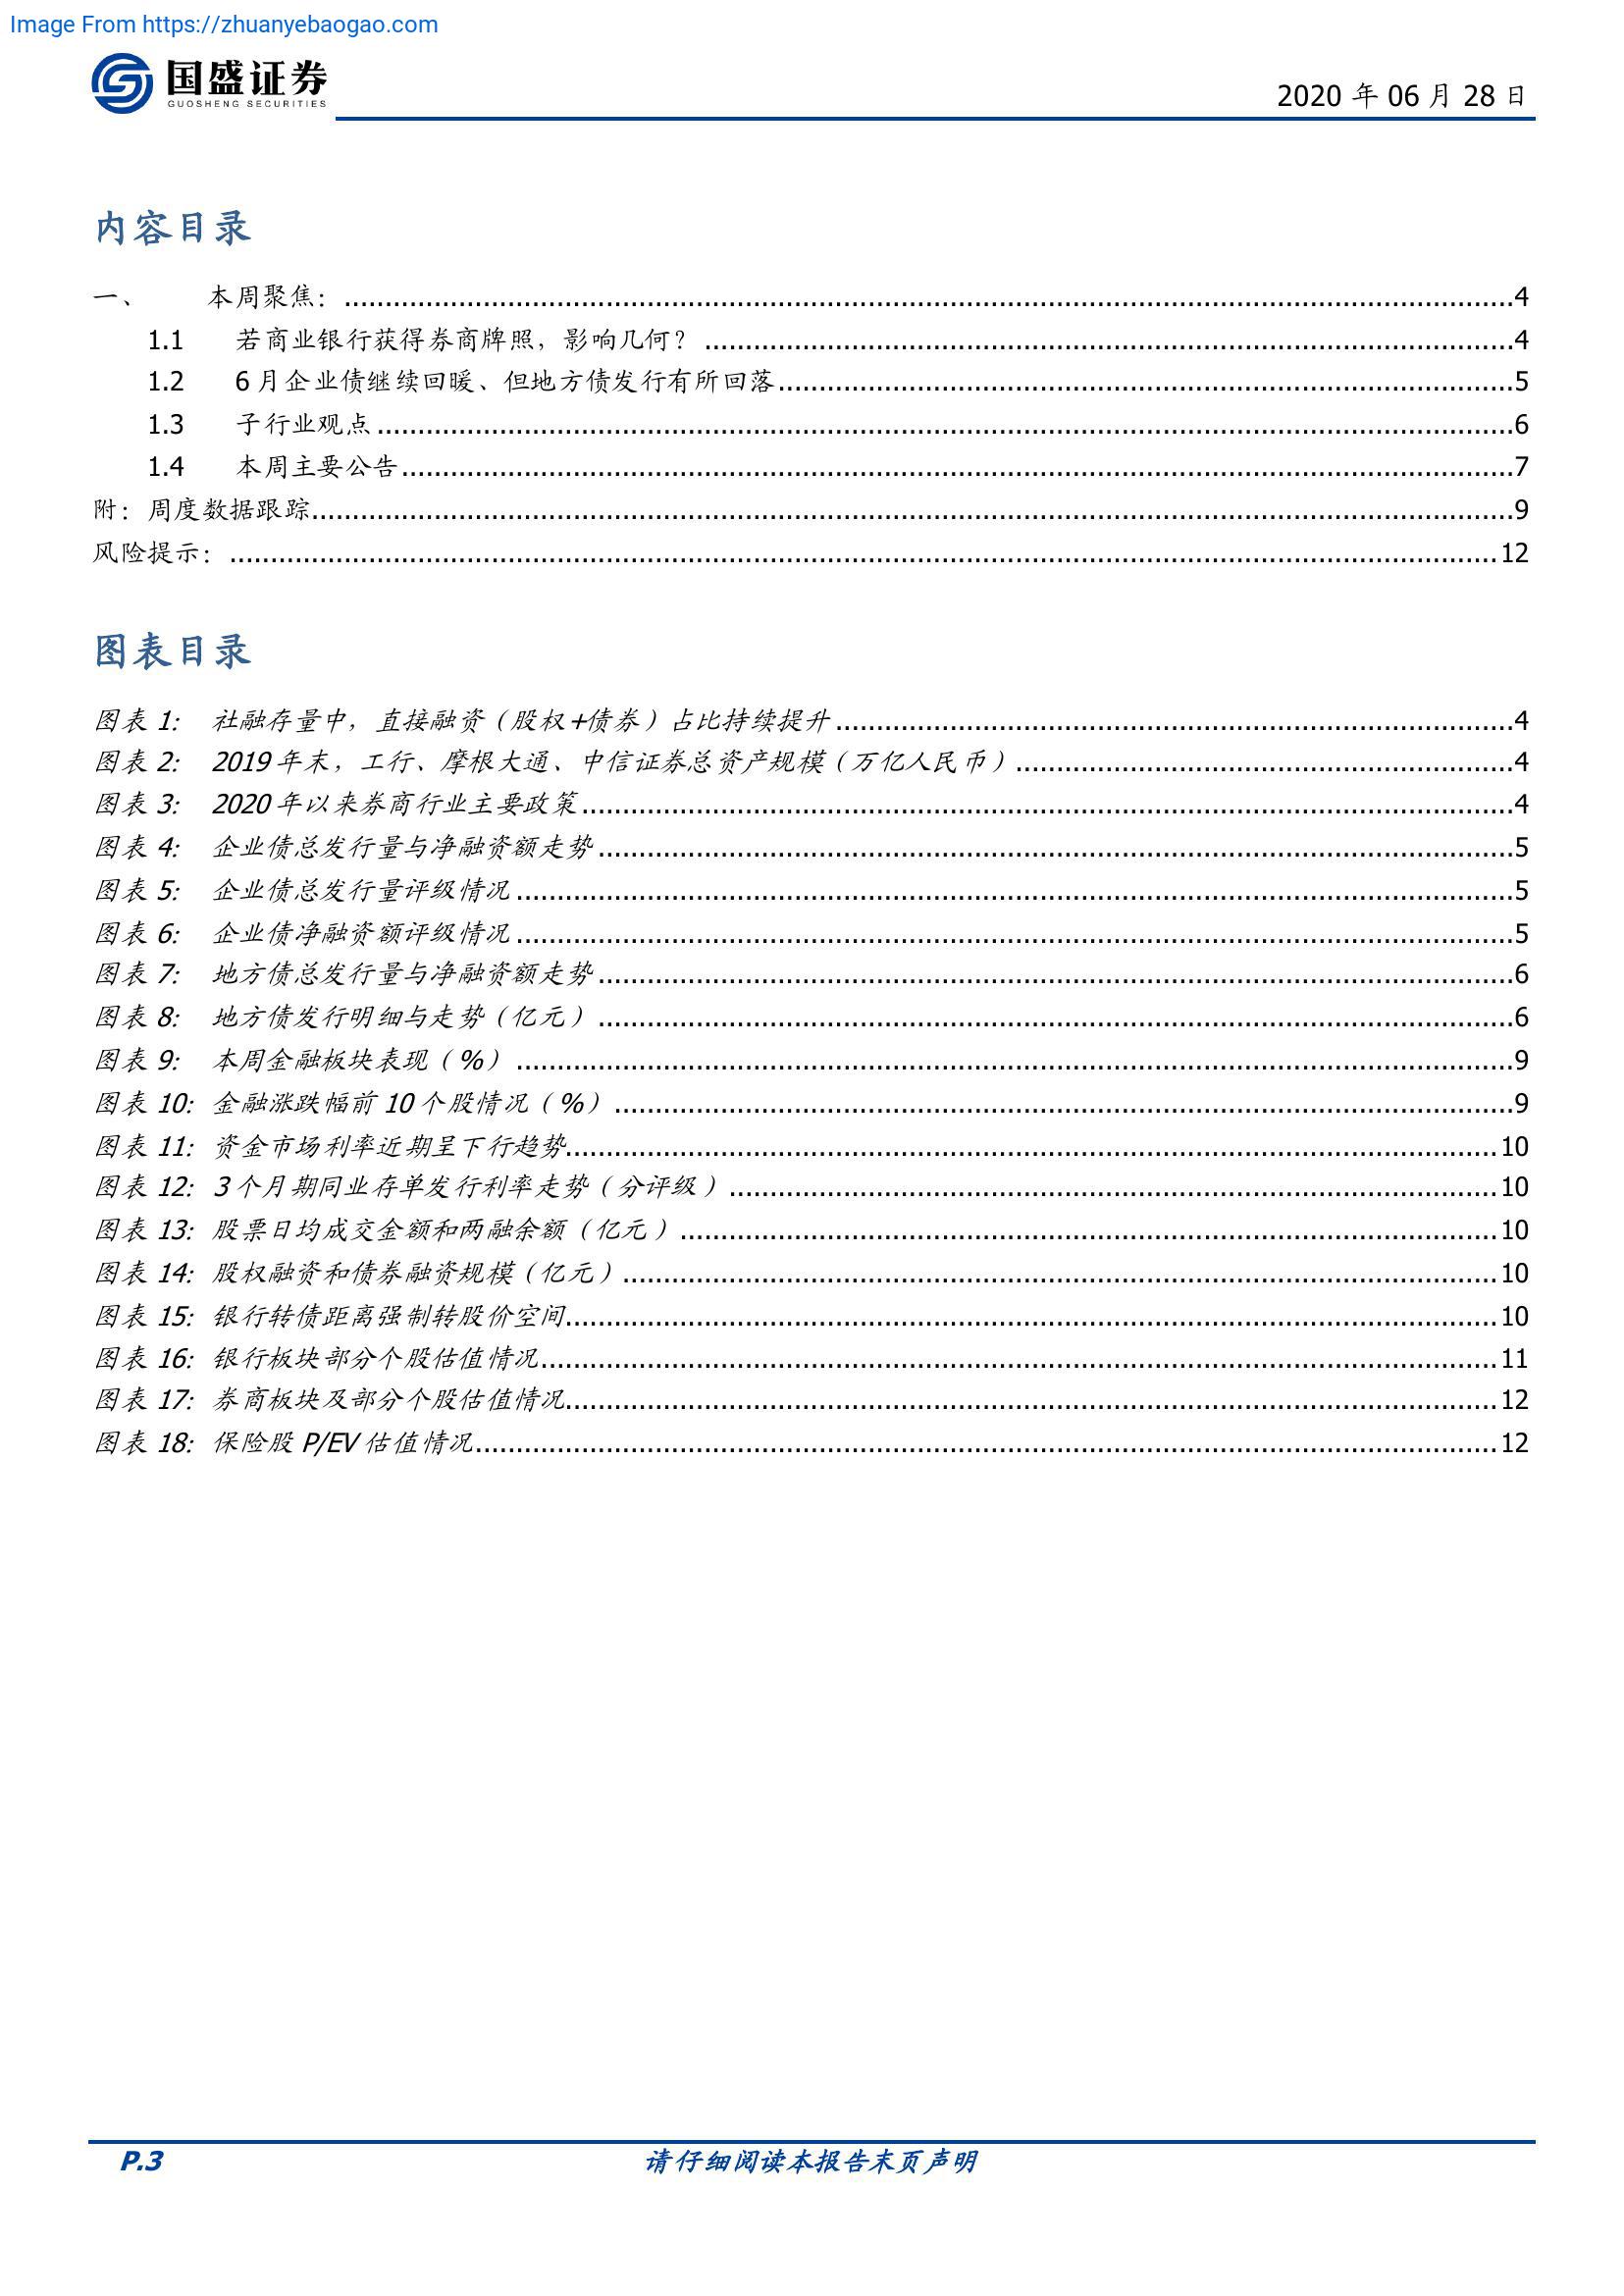 Image From https://zhuanyebaogao.com
国盛证券
GUOSHENG SECURITIES
2020 年 06 月 28 日
内容目录
一、 本周聚焦： 4
1.1 若商业银行获得券商牌照，影响几何？ 4
1.2 6 月企业债继续回暖、但地方债发行有所回落 5
1.3 子行业观点 6
1.4 本周主要公告 7
附：周度数据跟踪 9
风险提示： 12
图表目录
图表 1: 社融存量中，直接融资（股权+债券）占比持续提升 4
图表 2: 2019 年末，工行、摩根大通、中信证券总资产规模（万亿人民币） 4
图表 3: 2020 年以来券商行业主要政策 4
图表 4: 企业债总发行量与净融资额走势 5
图表 5: 企业债总发行量评级情况 5
图表 6: 企业债净融资额评级情况 5
图表 7: 地方债总发行量与净融资额走势 6
图表 8: 地方债发行明细与走势（亿元） 6
图表 9: 本周金融板块表现（%） 9
图表 10: 金融涨跌幅前 10 个股情况（%） 9
图表 11: 资金市场利率近期呈下行趋势 10
图表 12: 3 个月期同业存单发行利率走势（分评级） 10
图表 13: 股票日均成交金额和两融余额（亿元） 10
图表 14: 股权融资和债券融资规模（亿元） 10
图表 15: 银行转债距离强制转股价空间 10
图表 16: 银行板块部分个股估值情况 11
图表 17: 券商板块及部分个股估值情况 12
图表 18: 保险股 P/EV 估值情况 12
P.3 请仔细阅读本报告末页声明